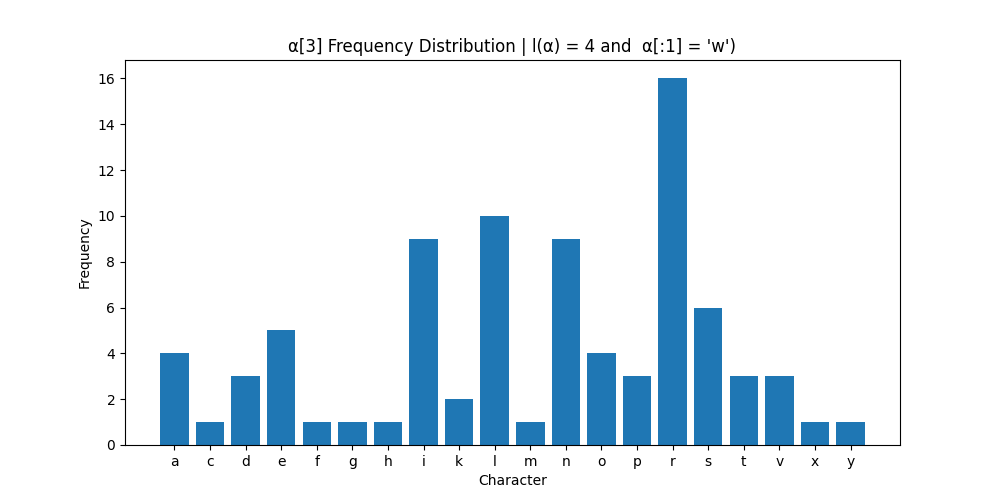 α[3] Frequency Distribution | l(α) = 4 and  α[:1] = 'w')
16
14
12
10
8
6
4
2
0
Frequency
a c d e f g h i k l m n o p r s t v x y
Character